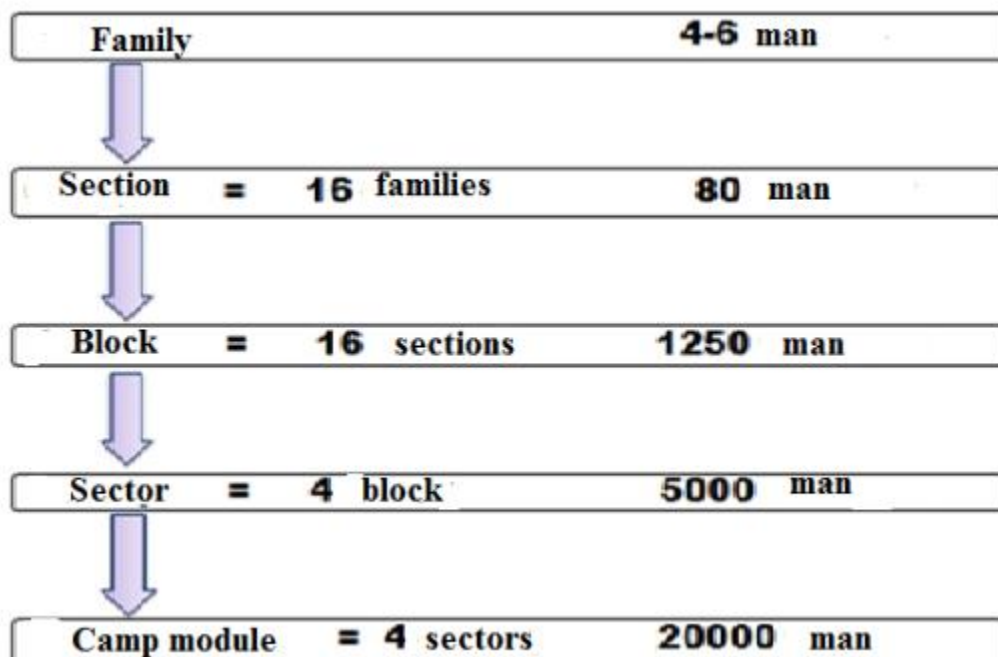 Family 4-6 man
Section = 16 families 80 man
Block = 16 sections 1250 man
Sector = 4 block 5000 man
Camp module = 4 sectors 20000 man